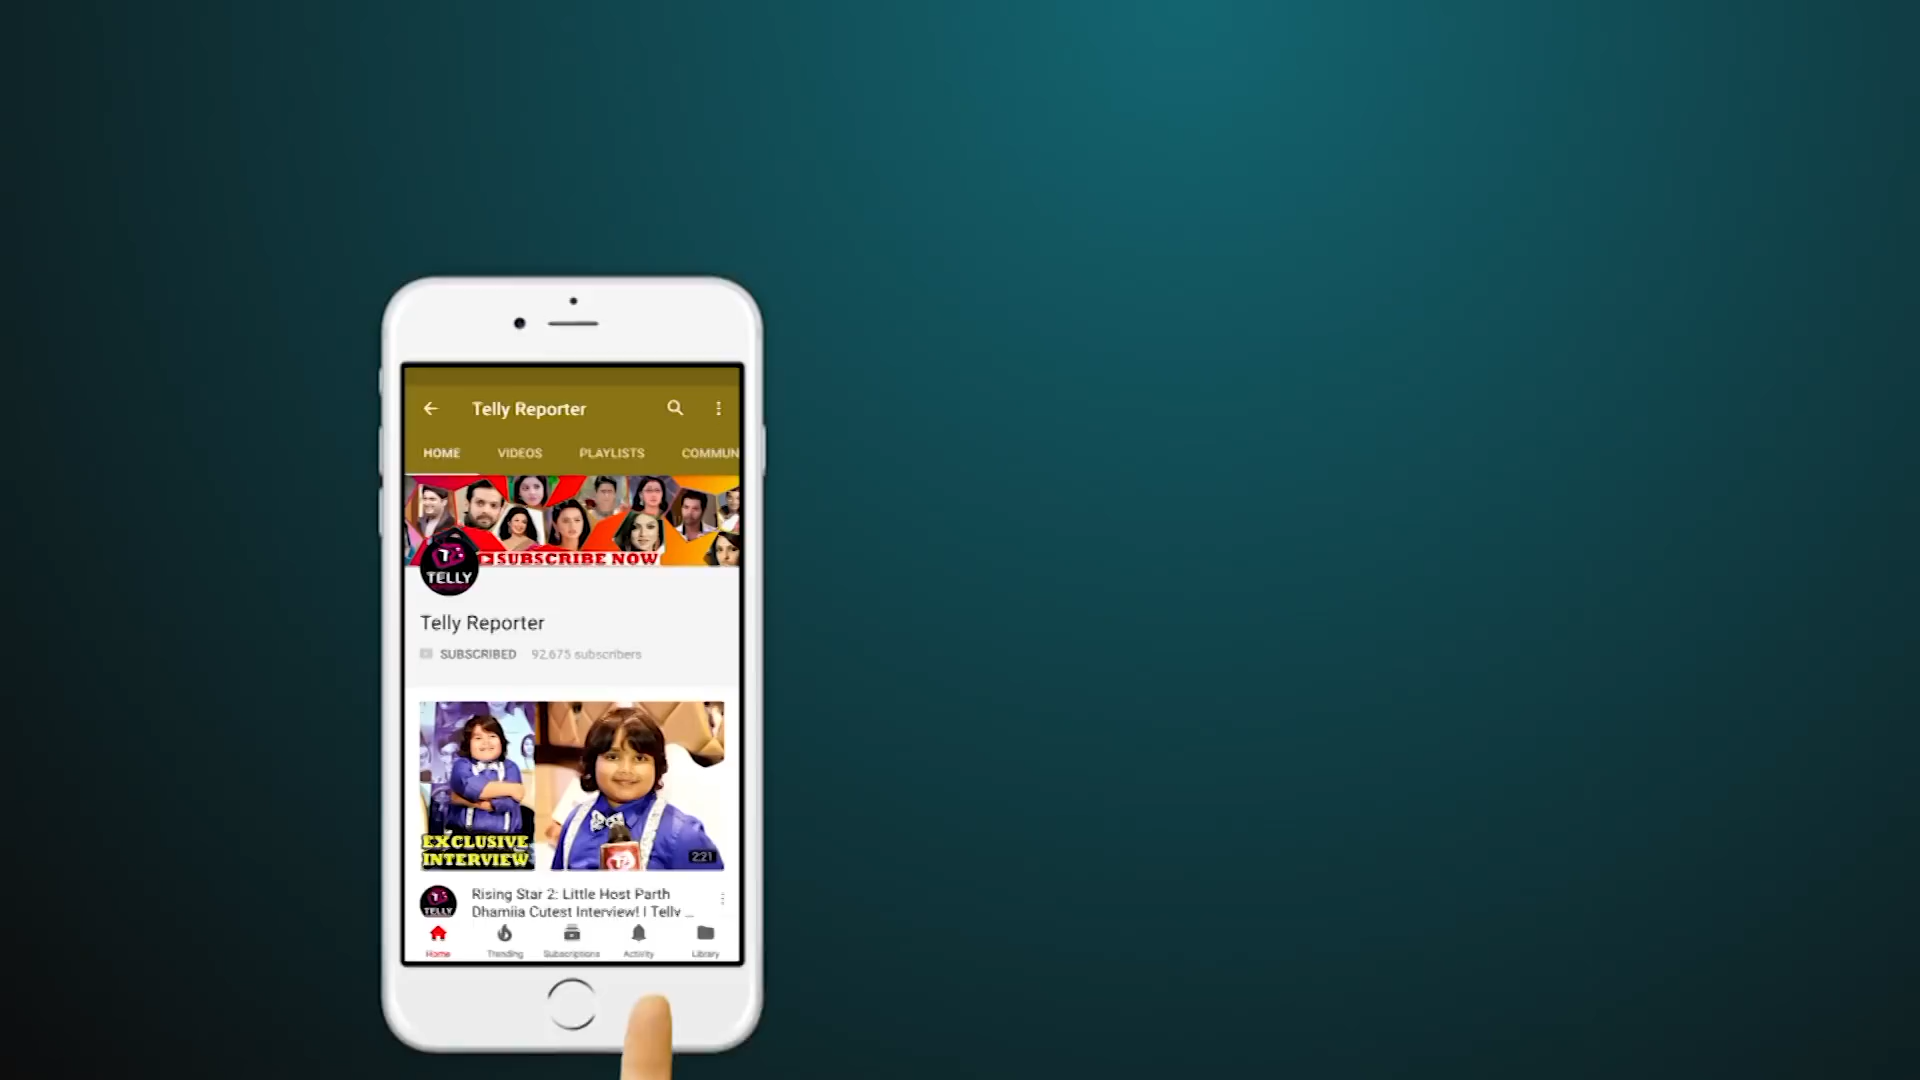 Telly Reporter
HOME VIDEOS PLAYLISTS COMMUN
SUBSCRIBE NOW
TELLY
Telly Reporter
SUBSCRIBED 92,675 subscribers
EXCLUSIVE
INTERVIEW
2:21
Rising Star 2: Little Host Parth
Dhamija Cutest Interview! | Telly ...
TELLY
Home Trending Subscriptions Activity Library